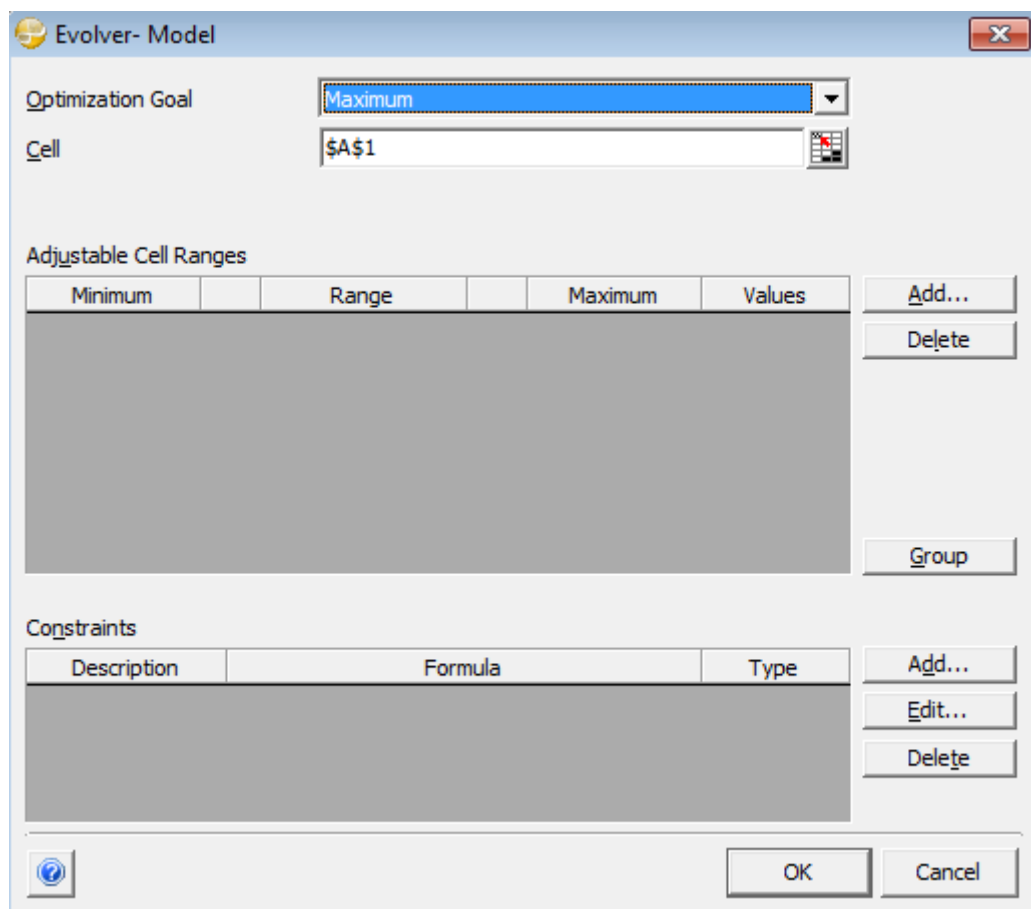 Evolver- Model
Optimization Goal Maximum
Cell $A$1
Adjustable Cell Ranges
Minimum Range Maximum Values Add...
Delete
Group
Constraints
Description Formula Type Add...
Edit...
Delete
OK Cancel